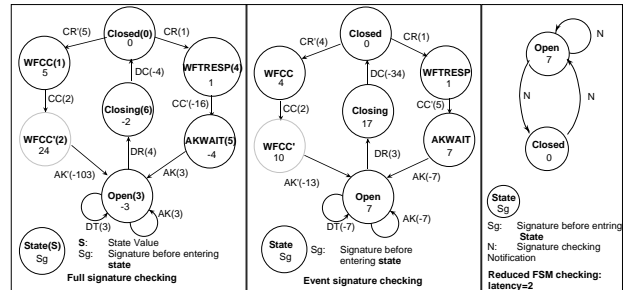 Closed(0)
0
CR'(5)
CR(1)
WFCC(1)
5
DC(-4)
WFTRESP(4)
1
CC(2)
Closing(6)
-2
CC'(-16)
WFCC'(2)
24
AKWAIT(5)
-4
DR(4)
AK'(-103)
AK(3)
Open(3)
-3
DT(3)
AK(3)
State(S)
Sg
S: State Value
Sg: Signature before entering
state
Full signature checking
Closed
0
CR'(4)
CR(1)
WFCC
4
DC(-34)
WFTRESP
1
CC(2)
Closing
17
CC'(5)
WFCC'
10
AKWAIT
7
DR(3)
AK'(-13)
AK(-7)
Open
7
DT(-7)
AK(-7)
State
Sg
Sg: Signature before
entering state
Event signature checking
N
Open
7
N
N
Closed
0
State
Sg
Sg: Signature before entring
State
N: Signature checking
Notification
Reduced FSM checking:
latency=2